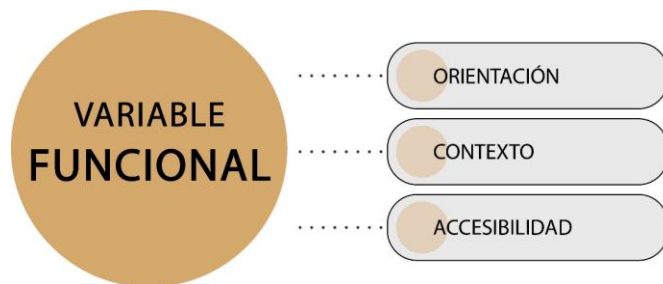 VARIABLE
FUNCIONAL
ORIENTACIÓN
CONTEXTO
ACCESIBILIDAD